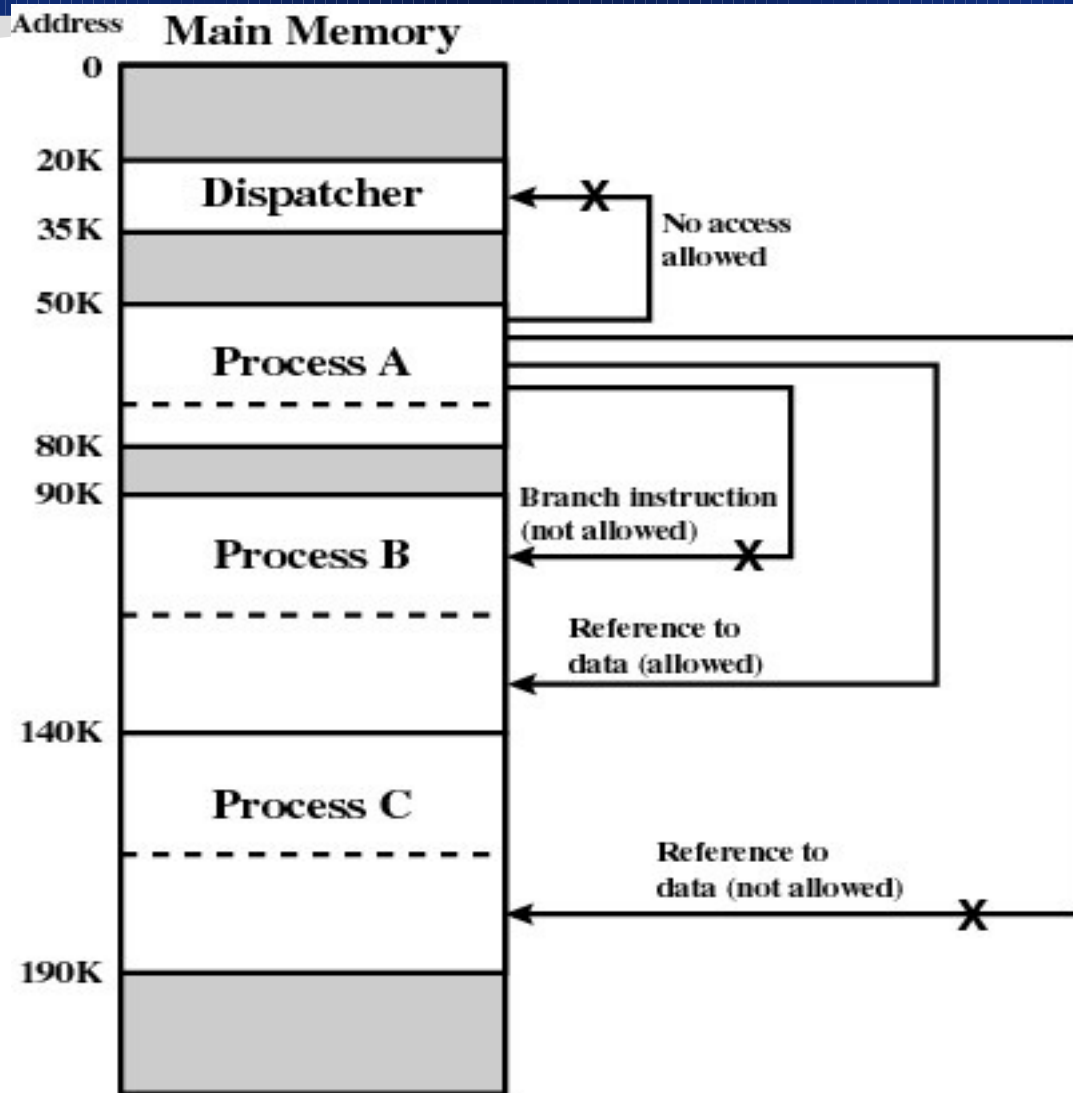 Address
Main Memory
0
20K
Dispatcher
35K
No access
allowed
50K
Process A
80K
90K
Branch instruction
(not allowed)
Process B
Reference to
data (allowed)
140K
Process C
Reference to
data (not allowed)
190K
X
X
X